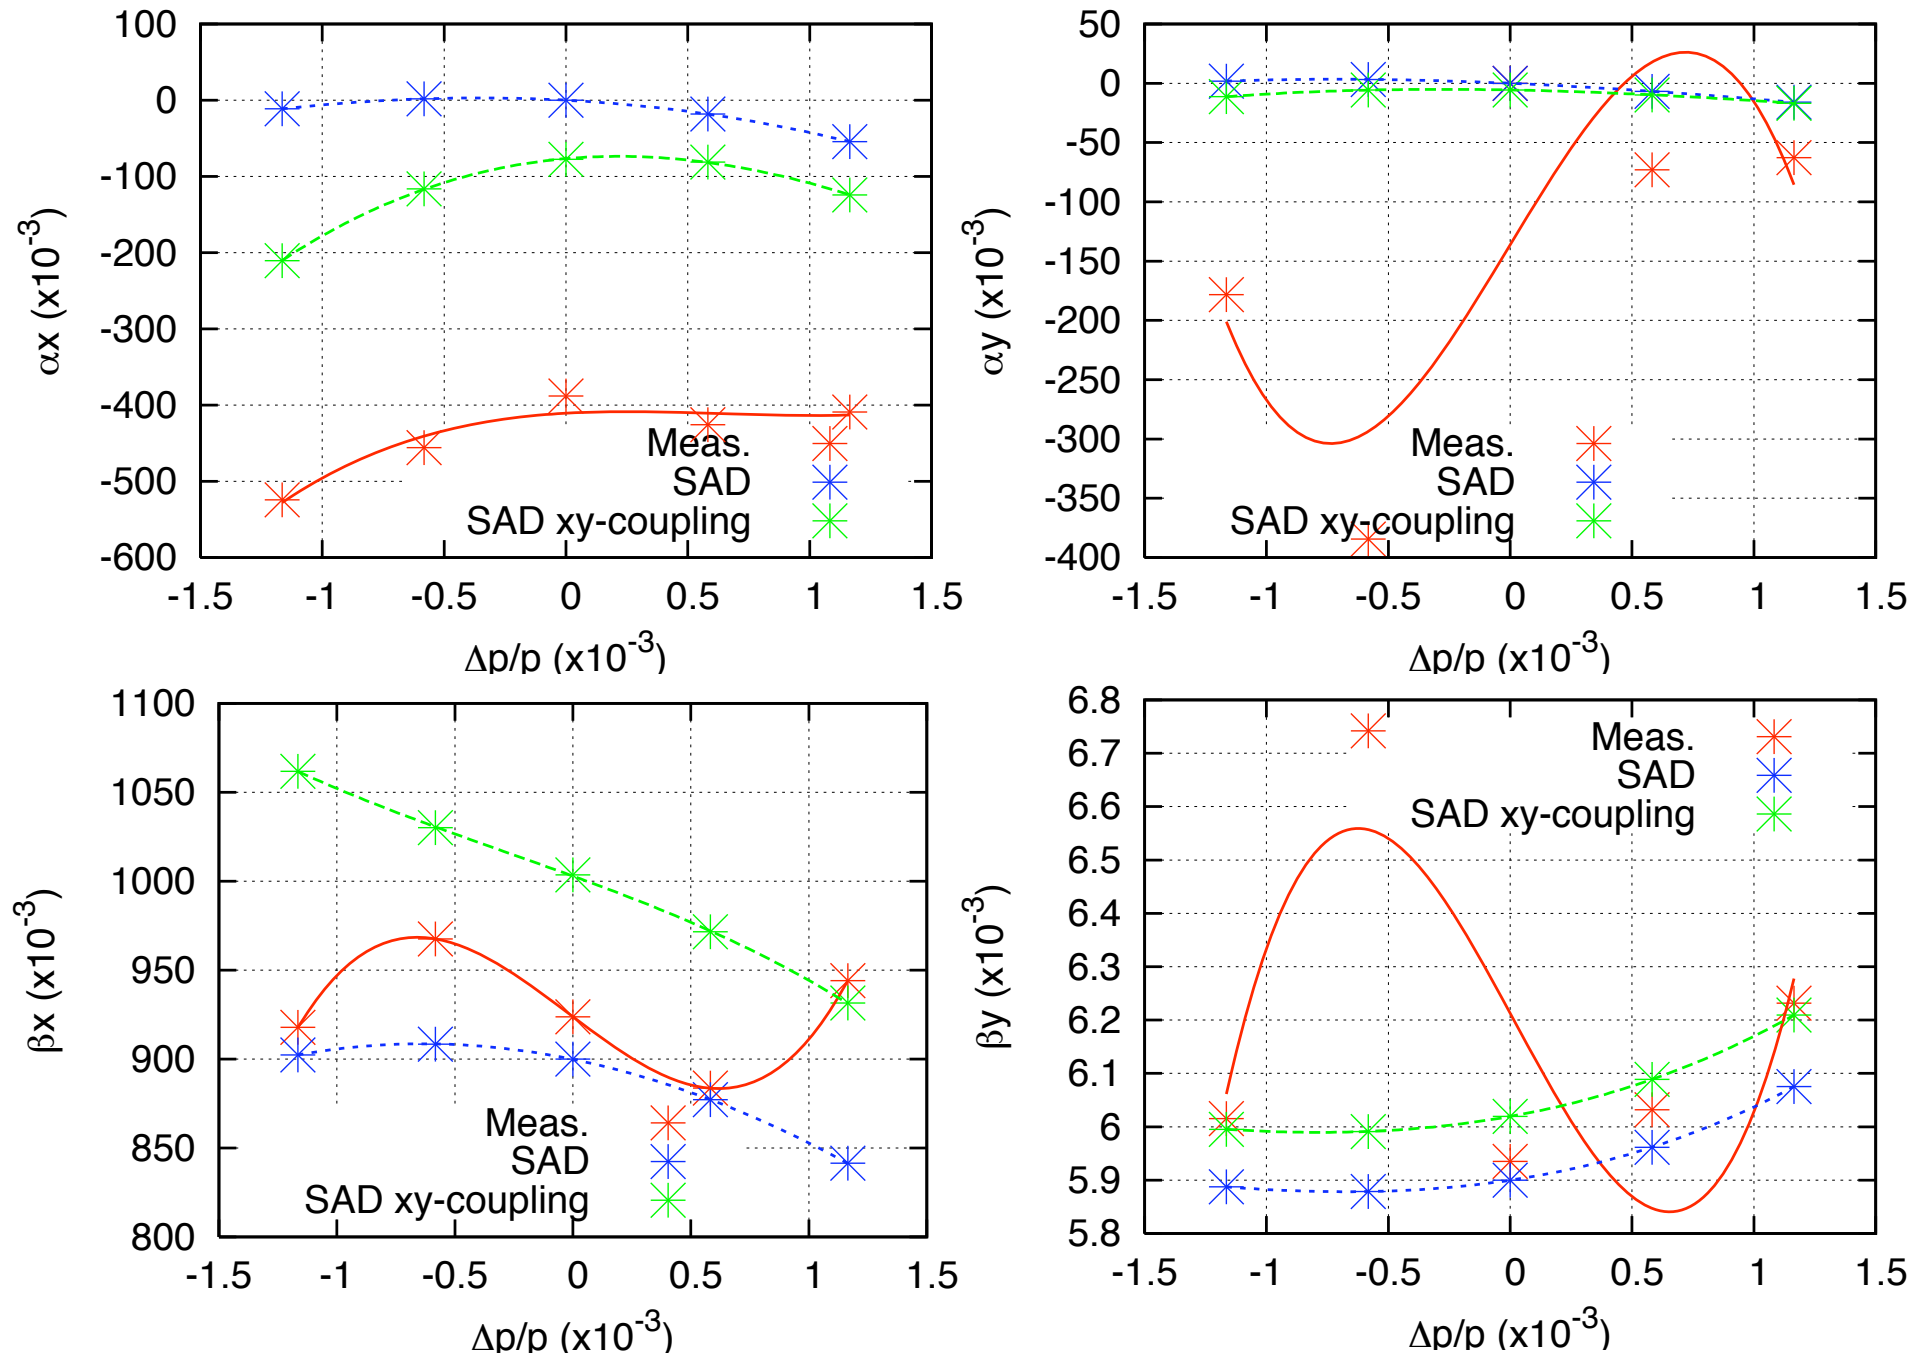 100
0
-100
-200
-300
-400
-500
-600
αx (x10⁻³)
Meas.
SAD
SAD xy-coupling
-1.5 -1 -0.5 0 0.5 1 1.5
Δp/p (x10⁻³)
50
0
-50
-100
-150
-200
-250
-300
-350
-400
αy (x10⁻³)
Meas.
SAD
SAD xy-coupling
-1.5 -1 -0.5 0 0.5 1 1.5
Δp/p (x10⁻³)
1100
1050
1000
950
900
850
800
βx (x10⁻³)
Meas.
SAD
SAD xy-coupling
-1.5 -1 -0.5 0 0.5 1 1.5
Δp/p (x10⁻³)
6.8
6.7
6.6
6.5
6.4
6.3
6.2
6.1
6
5.9
5.8
βy (x10⁻³)
Meas.
SAD
SAD xy-coupling
-1.5 -1 -0.5 0 0.5 1 1.5
Δp/p (x10⁻³)